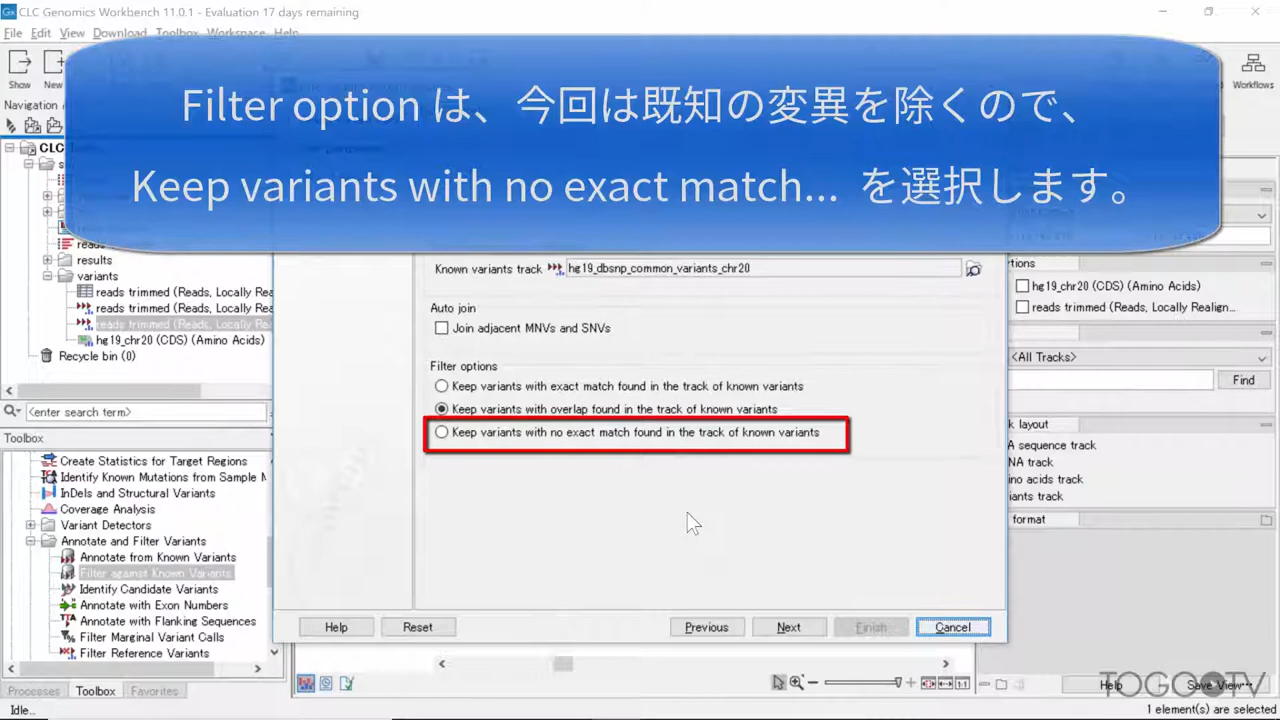 CLC Genomics Workbench 11.0.1 - Evaluation 17 days remaining
File Edit View Download Toolbox Workspace Help
Show New
Workflows
Navigation
Filter option は、今回は既知の変異を除くので、
Keep variants with no exact match... を選択します。
CLC
reads
results
variants
reads trimmed (Reads, Locally Rea
reads trimmed (Reads, Locally Rea
reads trimmed (Reads, Locally Rea
hg19_chr20 (CDS) (Amino Acids)
Recycle bin (0)
<enter search term>
Toolbox
Create Statistics for Target Regions
Identify Known Mutations from Sample M
InDels and Structural Variants
Coverage Analysis
Variant Detectors
Annotate and Filter Variants
Annotate from Known Variants
Filter against Known Variants
Identify Candidate Variants
Annotate with Exon Numbers
Annotate with Flanking Sequences
Filter Marginal Variant Calls
Filter Reference Variants
Processes Toolbox Favorites
Idle...
Known variants track hg19_dbsnp_common_variants_chr20
Auto join
Join adjacent MNVs and SNVs
Filter options
Keep variants with exact match found in the track of known variants
Keep variants with overlap found in the track of known variants
Keep variants with no exact match found in the track of known variants
Help Reset Previous Next Finish Cancel
tions
hg19_chr20 (CDS) (Amino Acids)
reads trimmed (Reads, Locally Realign...
<All Tracks>
Find
k layout
A sequence track
NA track
ino acids track
iants track
format
Help Save View...
TOGOTV
1 element(s) are selected